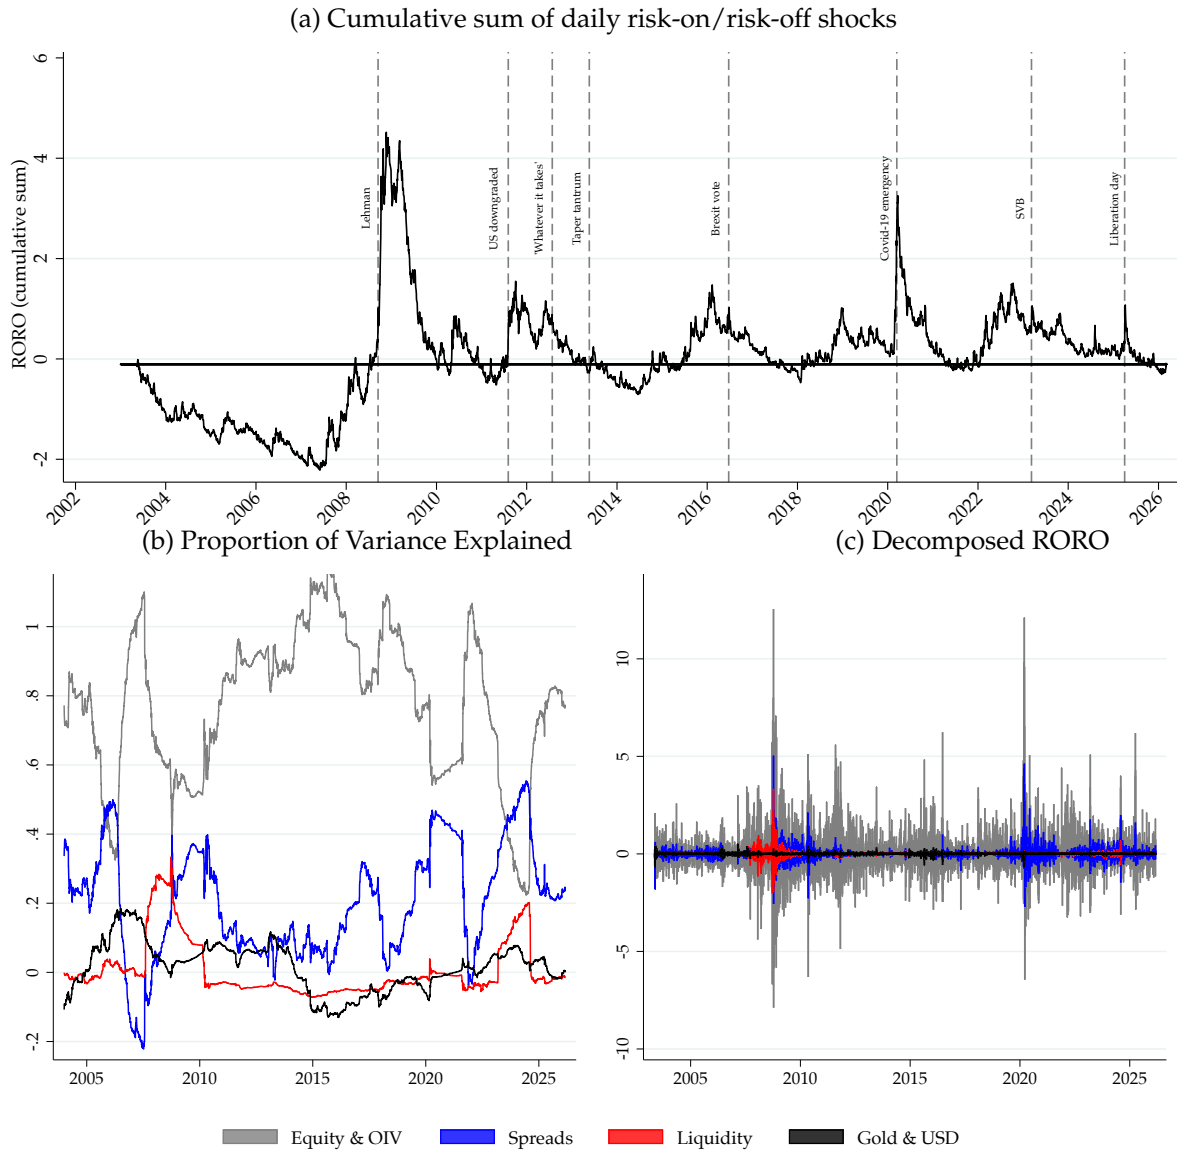 (a) Cumulative sum of daily risk-on/risk-off shocks
RORO (cumulative sum)
6
4
2
0
-2
Lehman
US downgraded
'Whatever it takes'
Taper tantrum
Brexit vote
Covid-19 emergency
SVB
Liberation day
2002
2004
2006
2008
2010
2012
2014
2016
2018
2020
2022
2024
2026
(b) Proportion of Variance Explained
1
.8
.6
.4
.2
0
-.2
2005
2010
2015
2020
2025
(c) Decomposed RORO
10
5
0
-5
-10
2005
2010
2015
2020
2025
Equity & OIV
Spreads
Liquidity
Gold & USD